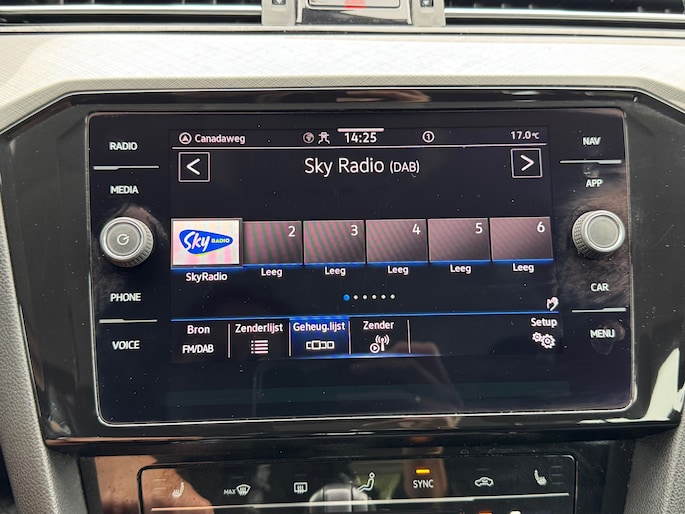 Canadaweg 14:25 1 17.0 °C
RADIO
NAV
Sky Radio (DAB)
MEDIA
APP
Sky RADIO 2 3 4 5 6
SkyRadio Leeg Leeg Leeg Leeg Leeg
PHONE
CAR
Bron Zenderlijst Geheug.lijst Zender Setup
FM/DAB
VOICE
MENU
MAX SYNC